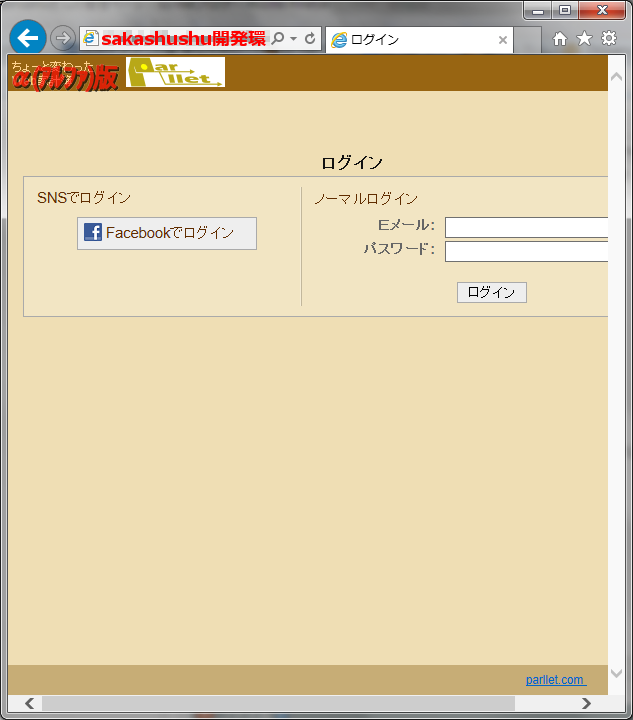 sakashushu開発環
ログイン
ちょっと変わった
α(アルファ)版
Par
llet
ログイン
SNSでログイン
Facebookでログイン
ノーマルログイン
Eメール:
パスワード:
ログイン
parllet.com